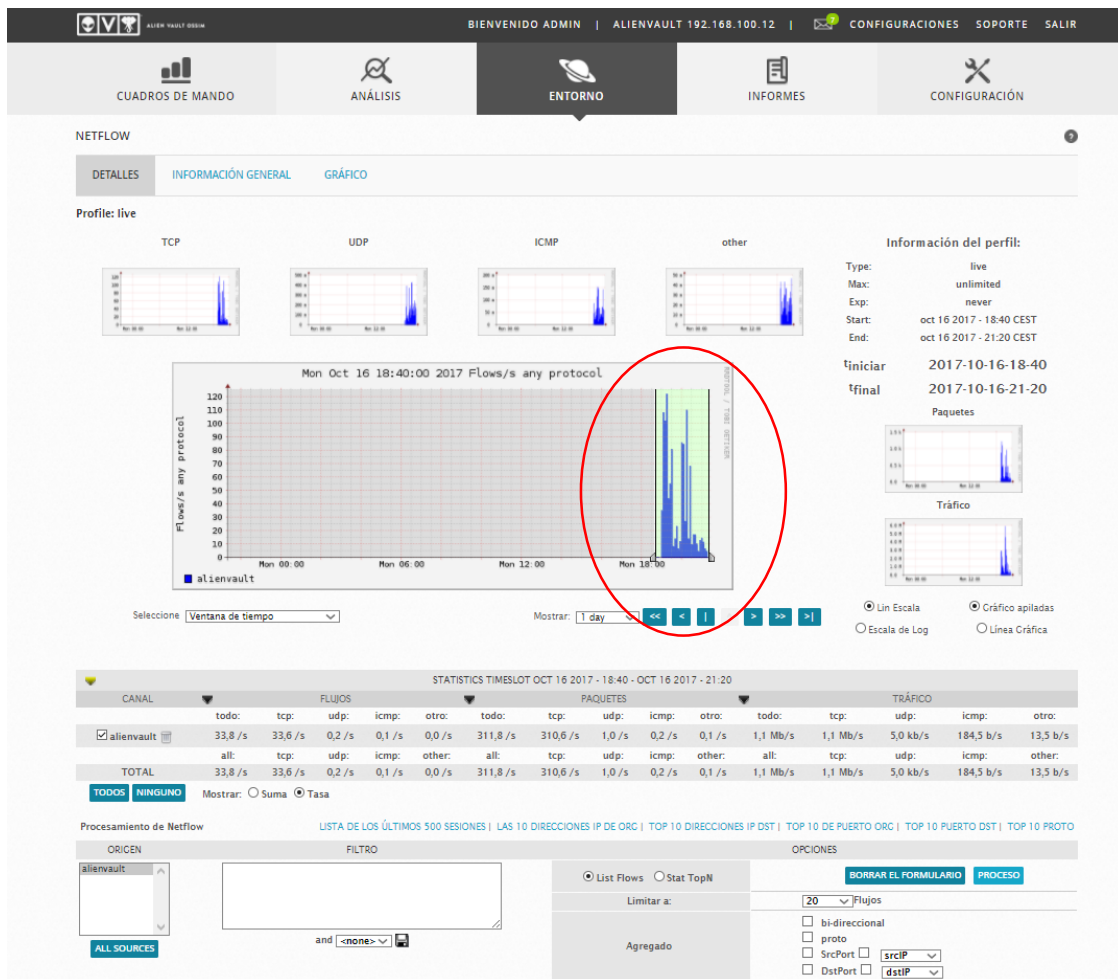 ALIEN VAULT OSSIM
BIENVENIDO ADMIN | ALIENVAULT 192.168.100.12 | 7 CONFIGURACIONES SOPORTE SALIR
CUADROS DE MANDO ANÁLISIS ENTORNO INFORMES CONFIGURACIÓN
NETFLOW
DETALLES INFORMACIÓN GENERAL GRÁFICO
Profile: live
TCP UDP ICMP other
Información del perfil:
Type: live
Max: unlimited
Exp: never
Start: oct 16 2017 - 18:40 CEST
End: oct 16 2017 - 21:20 CEST
tiniciar 2017-10-16-18-40
tfinal 2017-10-16-21-20
Paquetes
Tráfico
Mon Oct 16 18:40:00 2017 Flows/s any protocol
Flows/s any protocol
120
110
100
90
80
70
60
50
40
30
20
10
0
Mon 00:00 Mon 06:00 Mon 12:00 Mon 18:00
alienvault
RRDTOOL / TOBI OETIKER
Seleccione Ventana de tiempo
Mostrar: 1 day << < | > >> >|
Lin Escala Gráfico apiladas
Escala de Log Línea Gráfica
STATISTICS TIMESLOT OCT 16 2017 - 18:40 - OCT 16 2017 - 21:20
CANAL FLUJOS PAQUETES TRÁFICO
todo: tcp: udp: icmp: otro: todo: tcp: udp: icmp: otro: todo: tcp: udp: icmp: otro:
alienvault 33,8 /s 33,6 /s 0,2 /s 0,1 /s 0,0 /s 311,8 /s 310,6 /s 1,0 /s 0,2 /s 0,1 /s 1,1 Mb/s 1,1 Mb/s 5,0 kb/s 184,5 b/s 13,5 b/s
all: tcp: udp: icmp: other: all: tcp: udp: icmp: other: all: tcp: udp: icmp: other:
TOTAL 33,8 /s 33,6 /s 0,2 /s 0,1 /s 0,0 /s 311,8 /s 310,6 /s 1,0 /s 0,2 /s 0,1 /s 1,1 Mb/s 1,1 Mb/s 5,0 kb/s 184,5 b/s 13,5 b/s
TODOS NINGUNO Mostrar: Suma Tasa
Procesamiento de Netflow
LISTA DE LOS ÚLTIMOS 500 SESIONES | LAS 10 DIRECCIONES IP DE ORG | TOP 10 DIRECCIONES IP DST | TOP 10 DE PUERTO ORG | TOP 10 PUERTO DST | TOP 10 PROTO
ORIGEN FILTRO OPCIONES
alienvault
ALL SOURCES
and <none>
List Flows Stat TopN
BORRAR EL FORMULARIO PROCESO
Limitar a: 20 Flujos
Agregado
bi-direccional
proto
SrcPort srcIP
DstPort dstIP